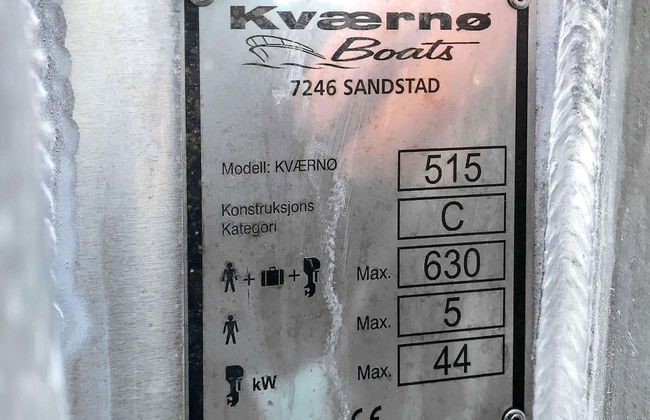 Kværnø
Boats
7246 SANDSTAD
Modell: KVÆRNØ 515
Konstruksjons
Kategori C
+ + Max. 630
Max. 5
kW Max. 44
CE